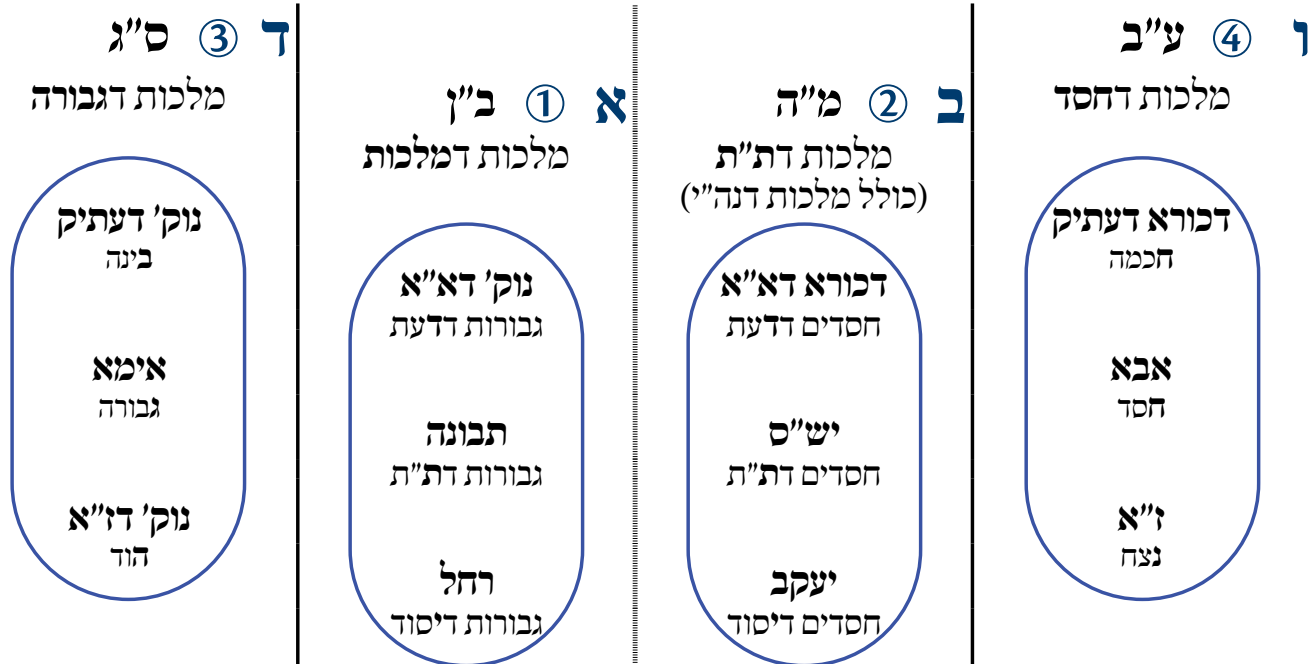 ו ④ ע״ב
מלכות דחסד
דכורא דעתיק
חכמה
אבא
חסד
ז״א
נצח
ב ② מ״ה
מלכות דת״ת
(כולל מלכות דנה״י)
דכורא דא״א
חסדים דדעת
יש״ס
חסדים דת״ת
יעקב
חסדים דיסוד
א ① ב״ן
מלכות דמלכות
נוק׳ דא״א
גבורות דדעת
תבונה
גבורות דת״ת
רחל
גבורות דיסוד
ד ③ ס״ג
מלכות דגבורה
נוק׳ דעתיק
בינה
אימא
גבורה
נוק׳ דז״א
הוד